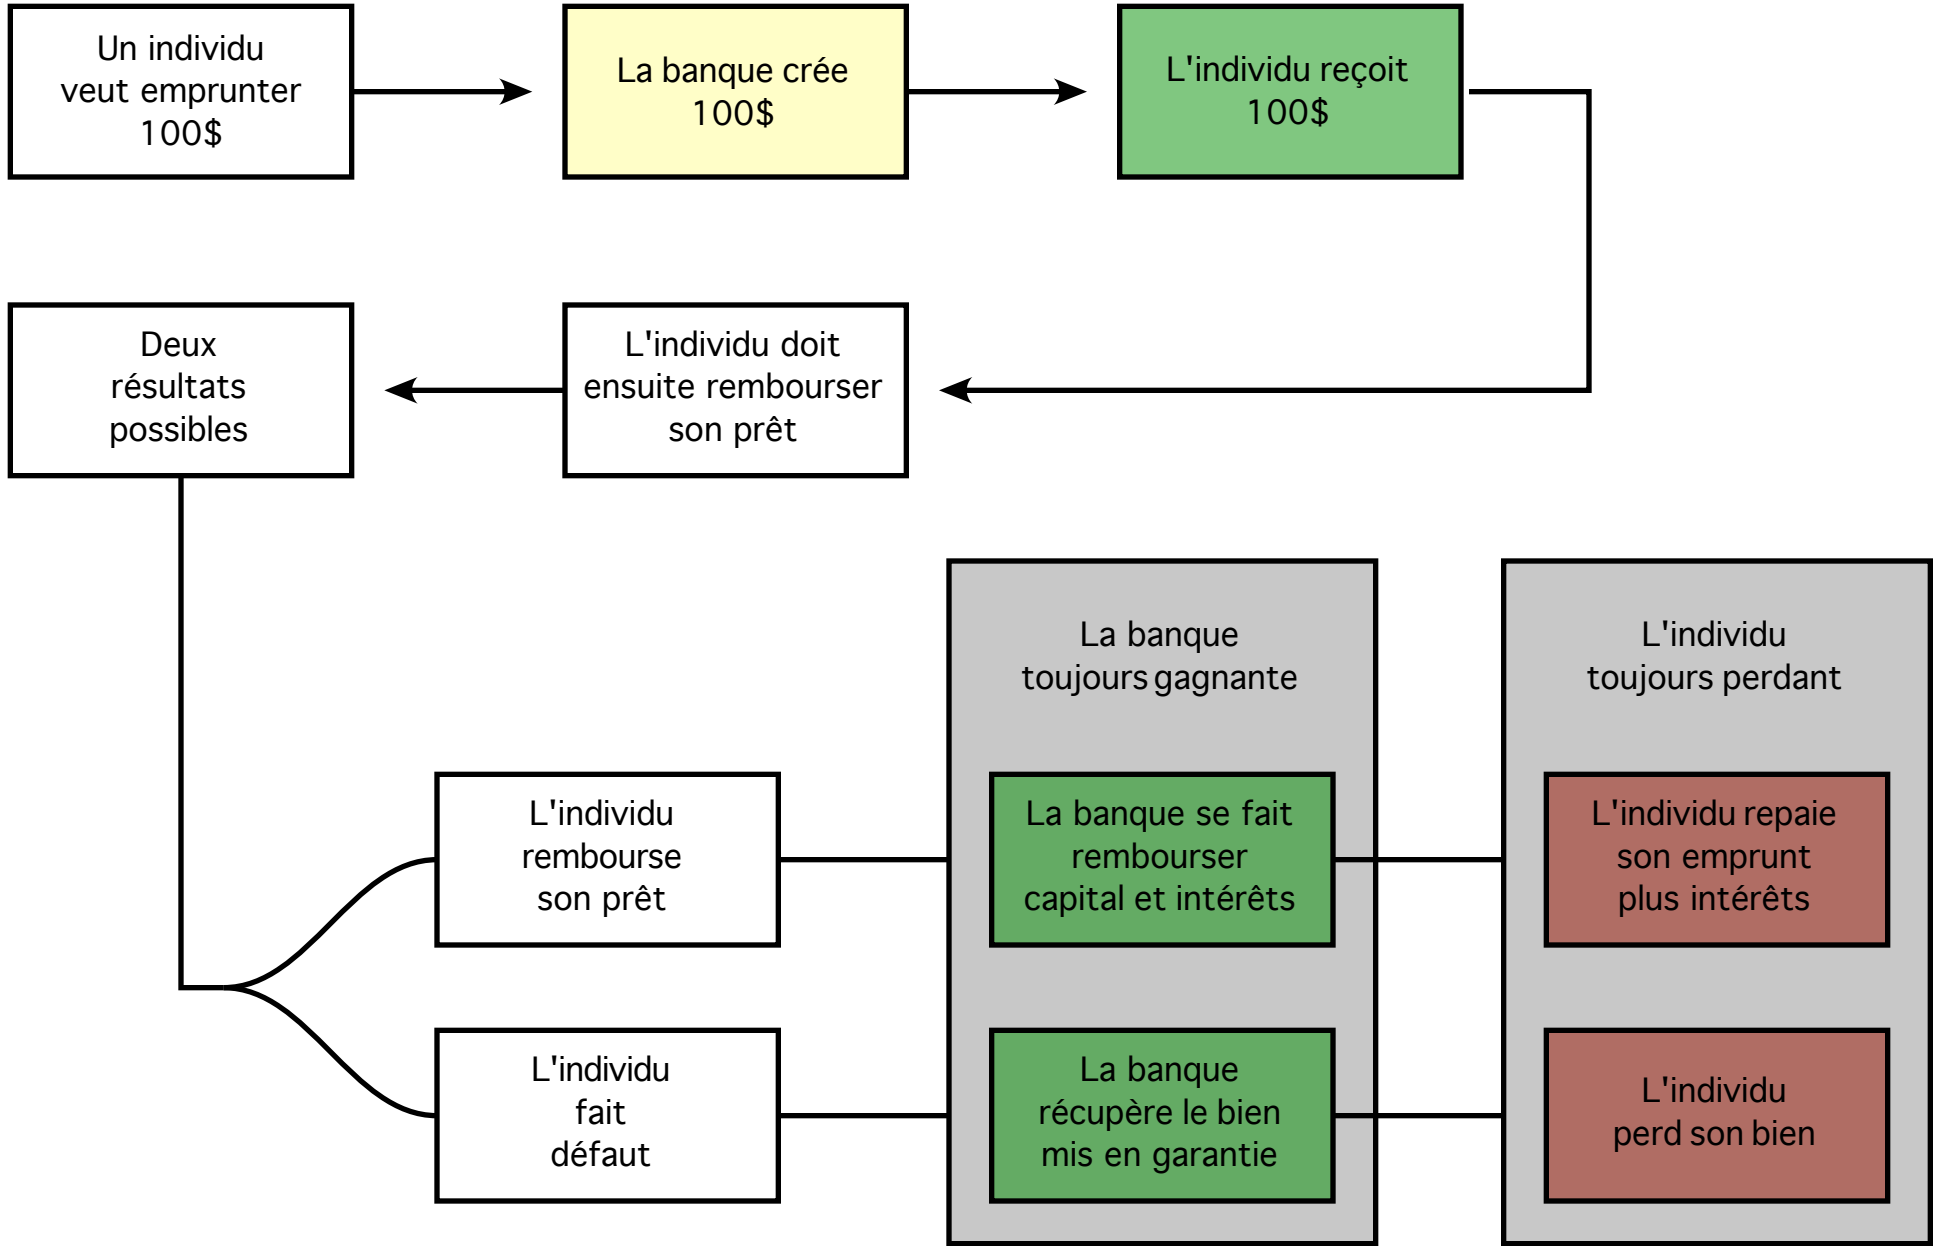 Un individu
veut emprunter
100$
La banque crée
100$
L'individu reçoit
100$
Deux
résultats
possibles
L'individu doit
ensuite rembourser
son prêt
La banque
toujours gagnante
L'individu
toujours perdant
L'individu
rembourse
son prêt
La banque se fait
rembourser
capital et intérêts
L'individu repaie
son emprunt
plus intérêts
L'individu
fait
défaut
La banque
récupère le bien
mis en garantie
L'individu
perd son bien